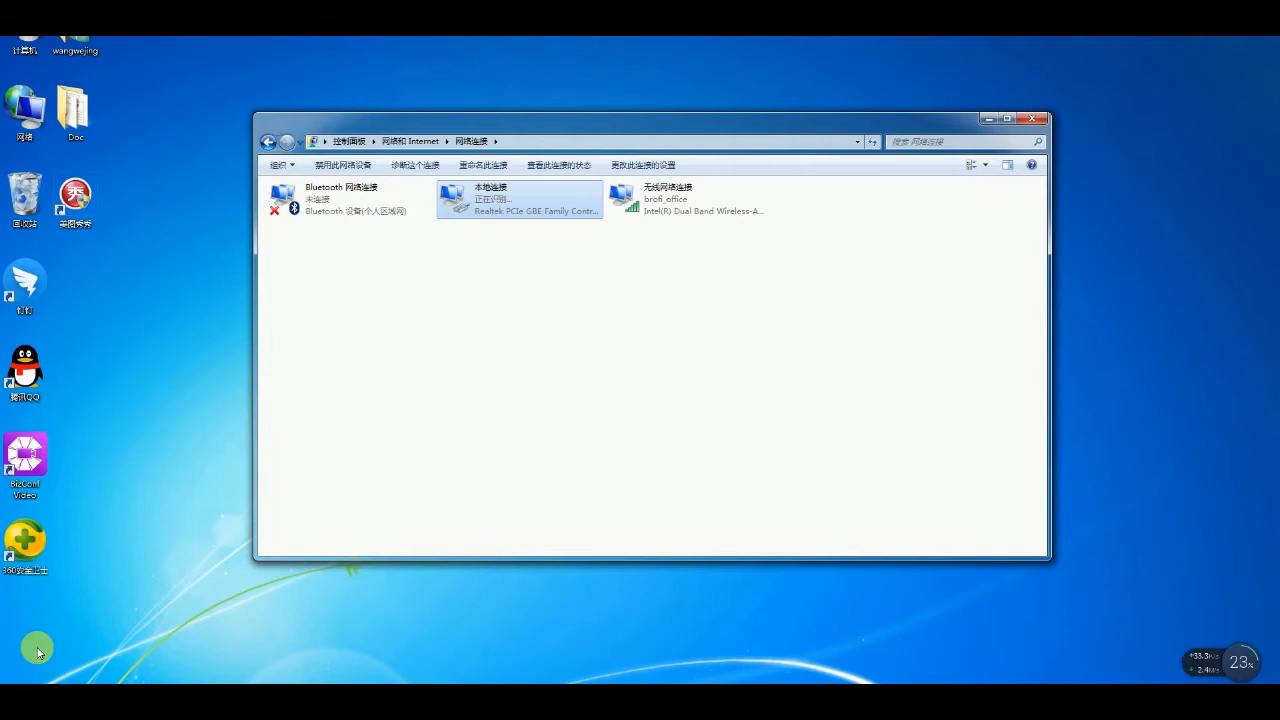 计算机
wangwejing
网络
Doc
回收站
秀
美图秀秀
钉钉
腾讯QQ
BizConf
Video
360安全卫士
控制面板 网络和 Internet 网络连接
搜索 网络连接
组织 禁用此网络设备 诊断这个连接 重命名此连接 查看此连接的状态 更改此连接的设置
Bluetooth 网络连接
未连接
Bluetooth 设备(个人区域网)
本地连接
正在识别...
Realtek PCIe GBE Family Contr...
无线网络连接
brofi_office
Intel(R) Dual Band Wireless-A...
+33.3K/s
2.4M/s
23%